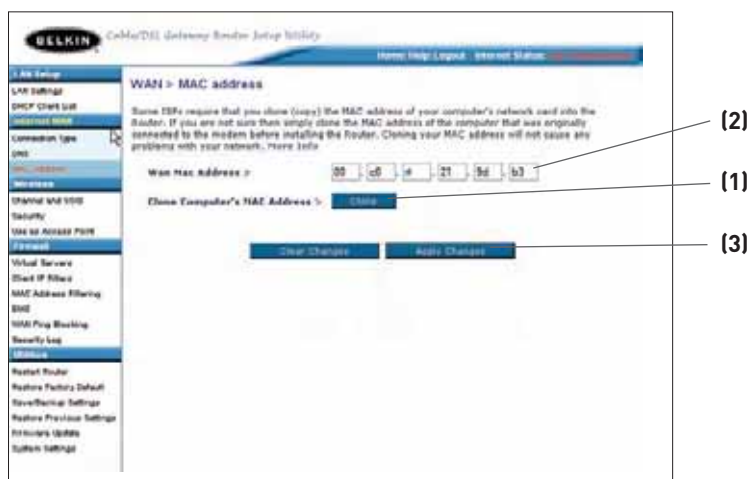 BELKIN Cable/DSL Gateway Router Setup Utility
Home Help Logout Internet Status:
LAN Setup
LAN Settings
DHCP Client List
Internet WAN
Connection Type
DNS
MAC Address
Wireless
Channel and SSID
Security
Use as Access Point
Firewall
Virtual Servers
Client IP Filters
MAC Address Filtering
DMZ
WAN Ping Blocking
Security Log
Utilities
Restart Router
Restore Factory Default
Save/Backup Settings
Restore Previous Settings
Firmware Update
System Settings
WAN > MAC address
Some ISPs require that you clone (copy) the MAC address of your computer's network card into the
Router. If you are not sure then simply clone the MAC address of the computer that was originally
connected to the modem before installing the Router. Cloning your MAC address will not cause any
problems with your network. More Info
Wan Mac Address > 00 . c0 . 21 . 9d . b3
Clone Computer's MAC Address > Clone
Clear Changes Apply Changes
(2)
(1)
(3)